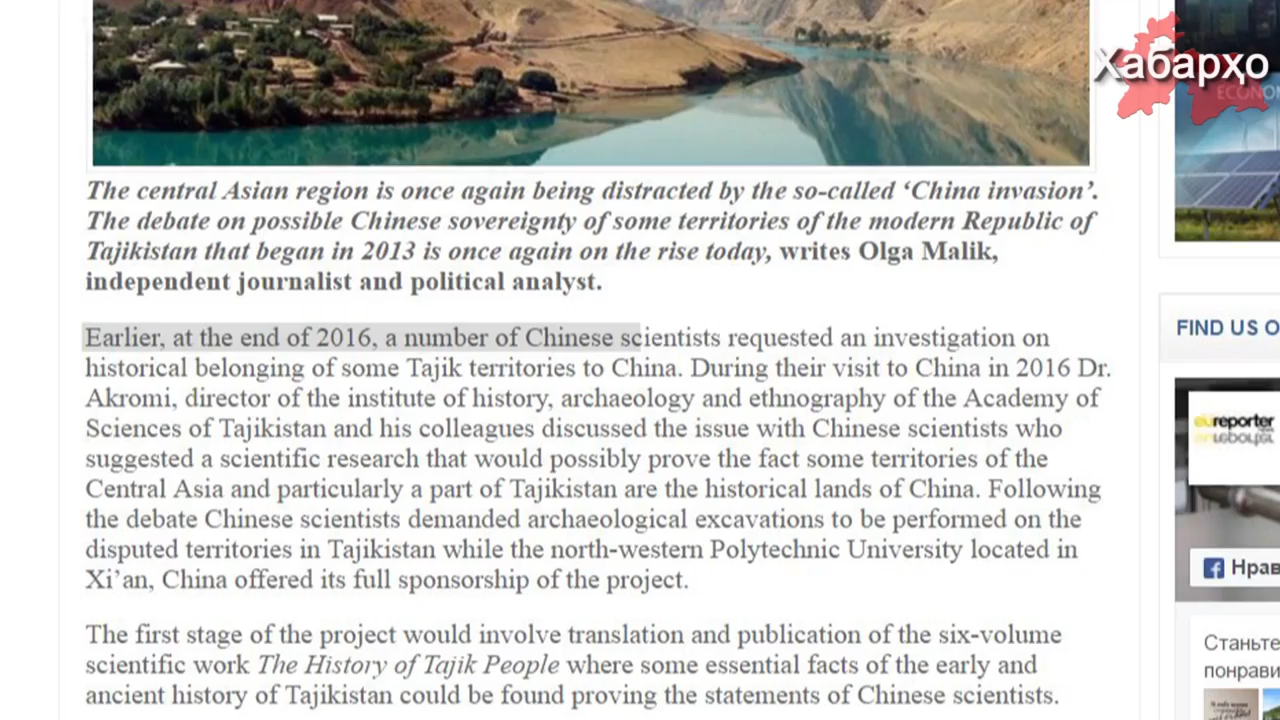 Хабарҳо
ECONO
The central Asian region is once again being distracted by the so-called ‘China invasion’.
The debate on possible Chinese sovereignty of some territories of the modern Republic of
Tajikistan that began in 2013 is once again on the rise today, writes Olga Malik,
independent journalist and political analyst.
Earlier, at the end of 2016, a number of Chinese scientists requested an investigation on
historical belonging of some Tajik territories to China. During their visit to China in 2016 Dr.
Akromi, director of the institute of history, archaeology and ethnography of the Academy of
Sciences of Tajikistan and his colleagues discussed the issue with Chinese scientists who
suggested a scientific research that would possibly prove the fact some territories of the
Central Asia and particularly a part of Tajikistan are the historical lands of China. Following
the debate Chinese scientists demanded archaeological excavations to be performed on the
disputed territories in Tajikistan while the north-western Polytechnic University located in
Xi’an, China offered its full sponsorship of the project.
The first stage of the project would involve translation and publication of the six-volume
scientific work The History of Tajik People where some essential facts of the early and
ancient history of Tajikistan could be found proving the statements of Chinese scientists.
FIND US O
eureporter
Нрав
Станьте
понрави